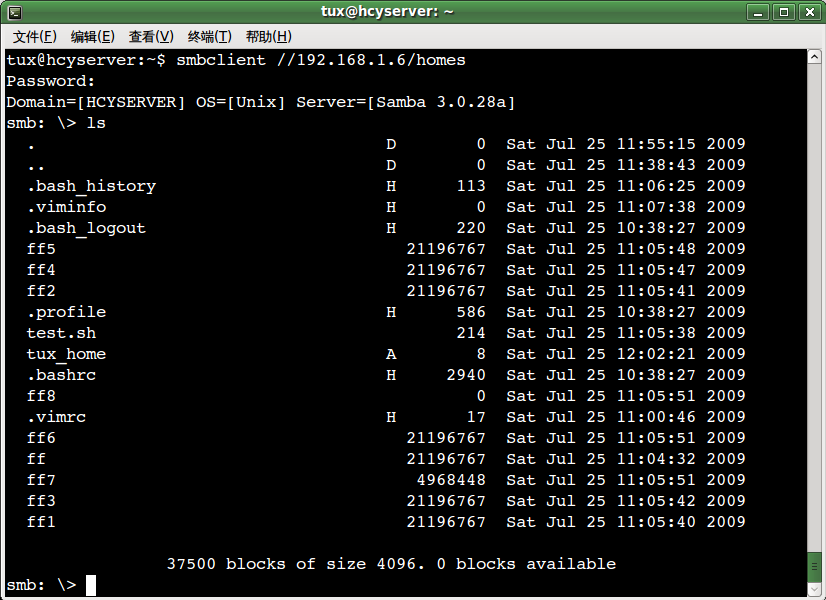 tux@hcyserver: ~
文件(F) 编辑(E) 查看(V) 终端(T) 帮助(H)
tux@hcyserver:~$ smbclient //192.168.1.6/homes
Password:
Domain=[HCYSERVER] OS=[Unix] Server=[Samba 3.0.28a]
smb: \> ls
. D 0 Sat Jul 25 11:55:15 2009
.. D 0 Sat Jul 25 11:38:43 2009
.bash_history H 113 Sat Jul 25 11:06:25 2009
.viminfo H 0 Sat Jul 25 11:07:38 2009
.bash_logout H 220 Sat Jul 25 10:38:27 2009
ff5 21196767 Sat Jul 25 11:05:48 2009
ff4 21196767 Sat Jul 25 11:05:47 2009
ff2 21196767 Sat Jul 25 11:05:41 2009
.profile H 586 Sat Jul 25 10:38:27 2009
test.sh 214 Sat Jul 25 11:05:38 2009
tux_home A 8 Sat Jul 25 12:02:21 2009
.bashrc H 2940 Sat Jul 25 10:38:27 2009
ff8 0 Sat Jul 25 11:05:51 2009
.vimrc H 17 Sat Jul 25 11:00:46 2009
ff6 21196767 Sat Jul 25 11:05:51 2009
ff 21196767 Sat Jul 25 11:04:32 2009
ff7 4968448 Sat Jul 25 11:05:51 2009
ff3 21196767 Sat Jul 25 11:05:42 2009
ff1 21196767 Sat Jul 25 11:05:40 2009
37500 blocks of size 4096. 0 blocks available
smb: \>